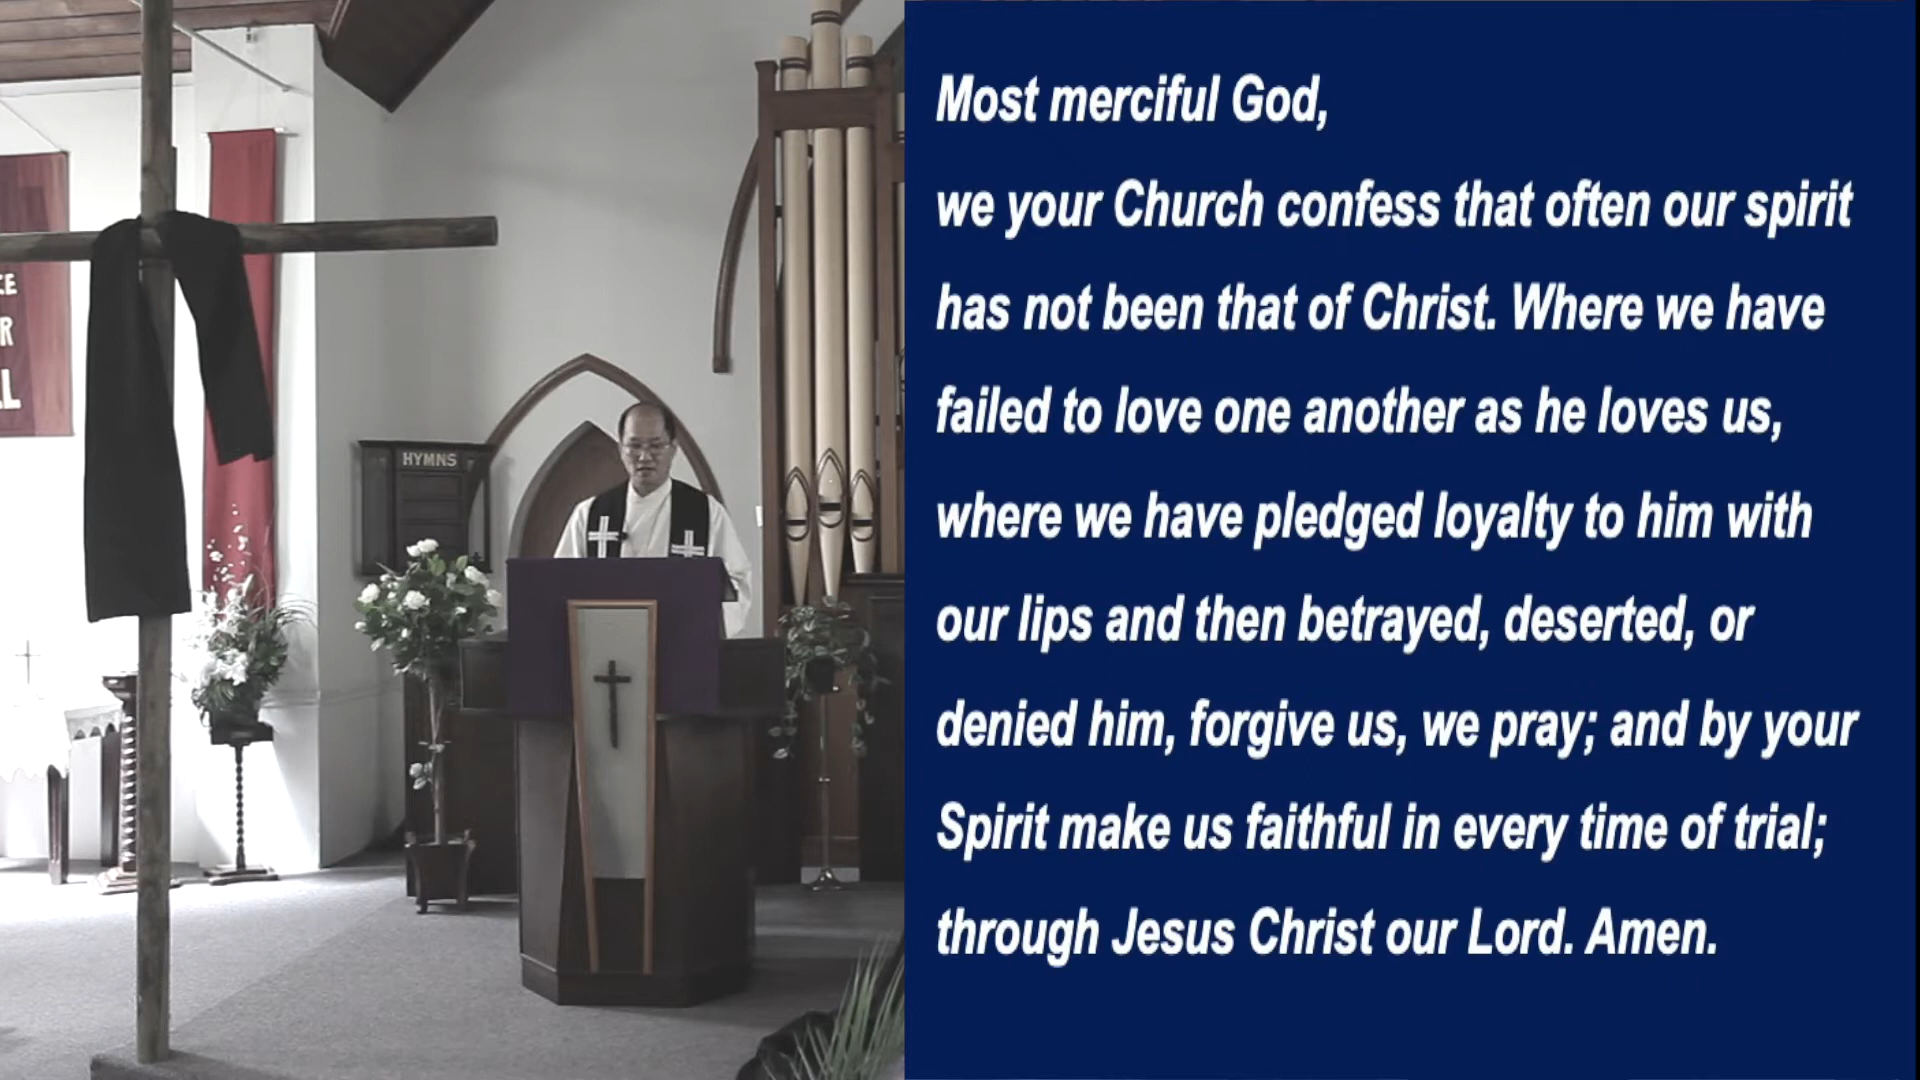 CE
R
LL
HYMNS
Most merciful God,
we your Church confess that often our spirit
has not been that of Christ. Where we have
failed to love one another as he loves us,
where we have pledged loyalty to him with
our lips and then betrayed, deserted, or
denied him, forgive us, we pray; and by your
Spirit make us faithful in every time of trial;
through Jesus Christ our Lord. Amen.